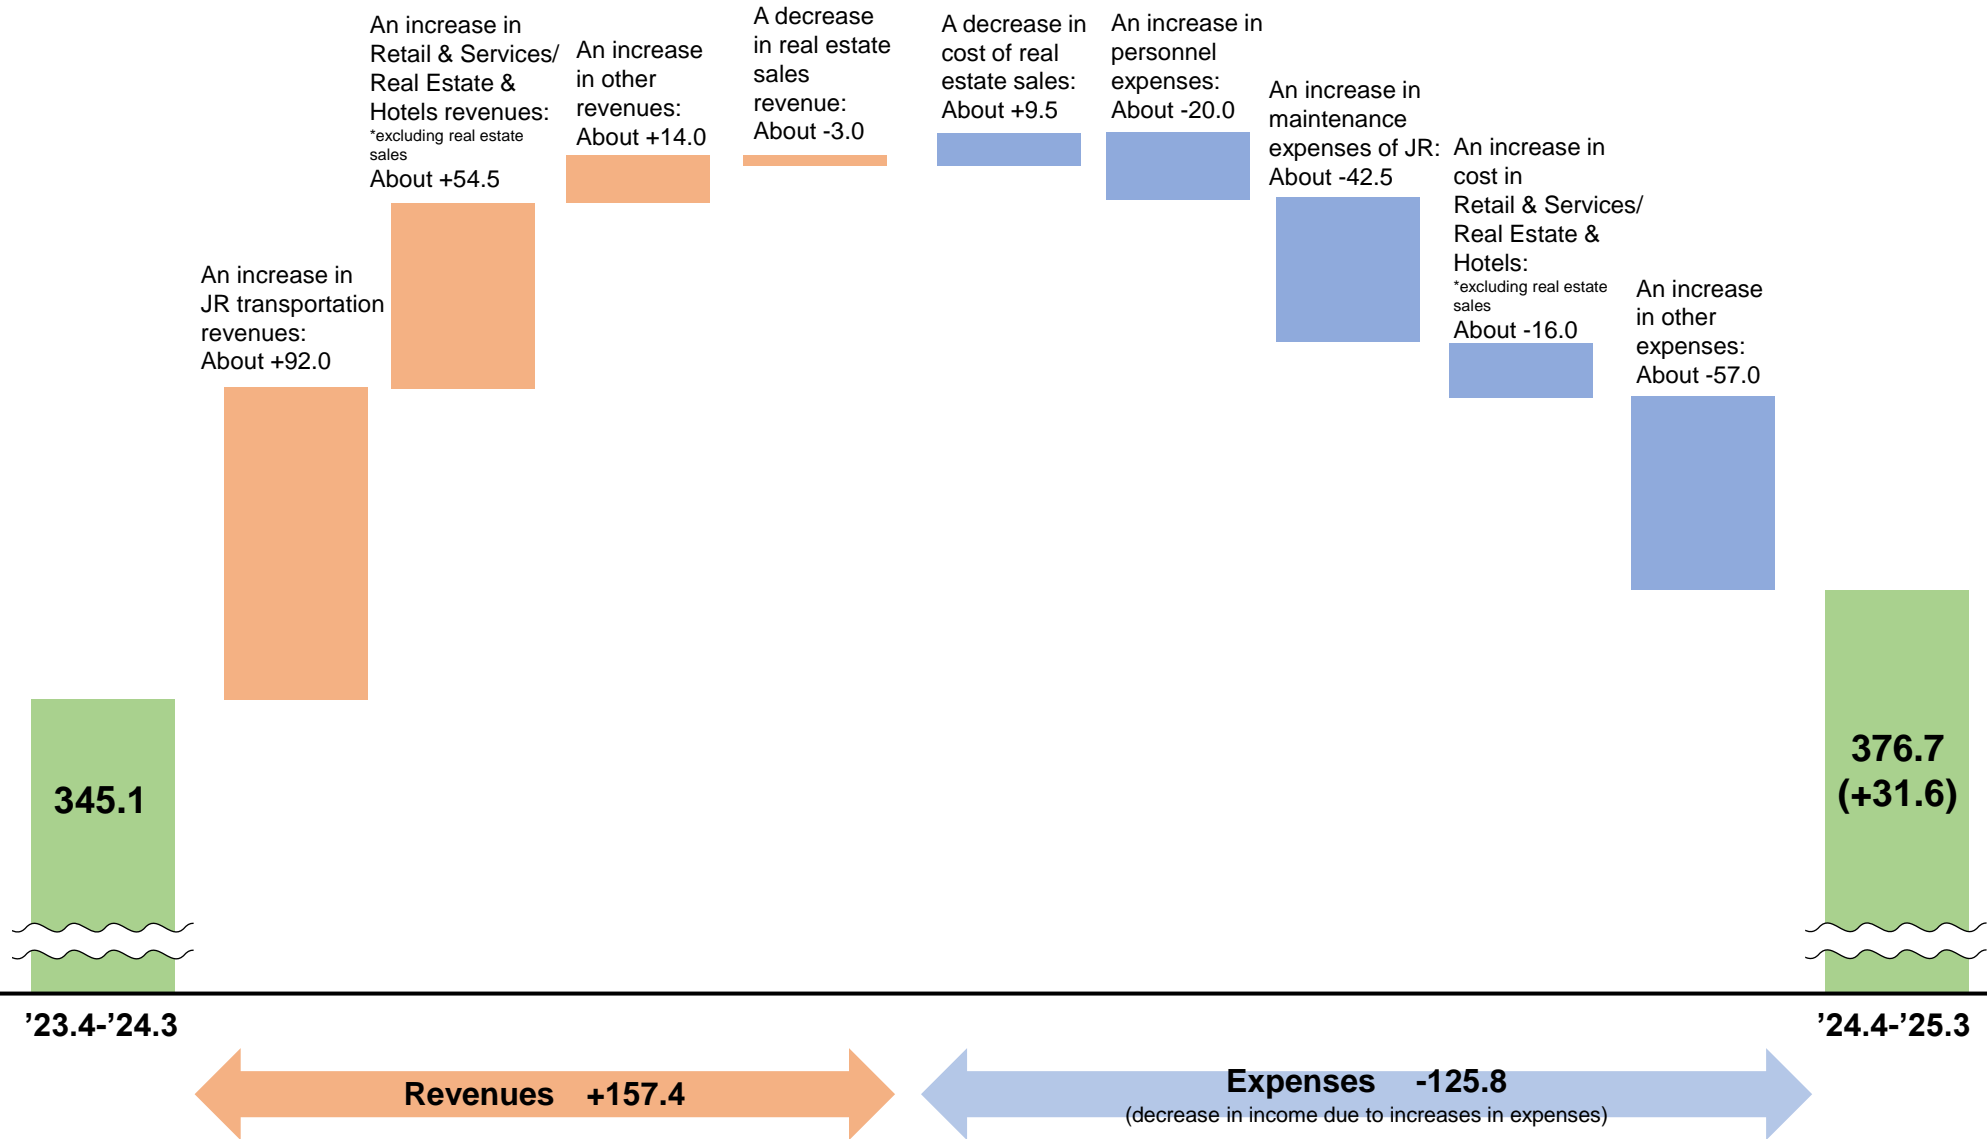 An increase in
Retail & Services/
Real Estate &
Hotels revenues:
*excluding real estate
sales
About +54.5
An increase
in other
revenues:
About +14.0
A decrease
in real estate
sales
revenue:
About -3.0
A decrease in
cost of real
estate sales:
About +9.5
An increase in
personnel
expenses:
About -20.0
An increase in
maintenance
expenses of JR:
About -42.5
An increase in
cost in
Retail & Services/
Real Estate &
Hotels:
*excluding real estate
sales
About -16.0
An increase in
JR transportation
revenues:
About +92.0
An increase
in other
expenses:
About -57.0
345.1
376.7
(+31.6)
’23.4-’24.3
’24.4-’25.3
Revenues +157.4
Expenses -125.8
(decrease in income due to increases in expenses)